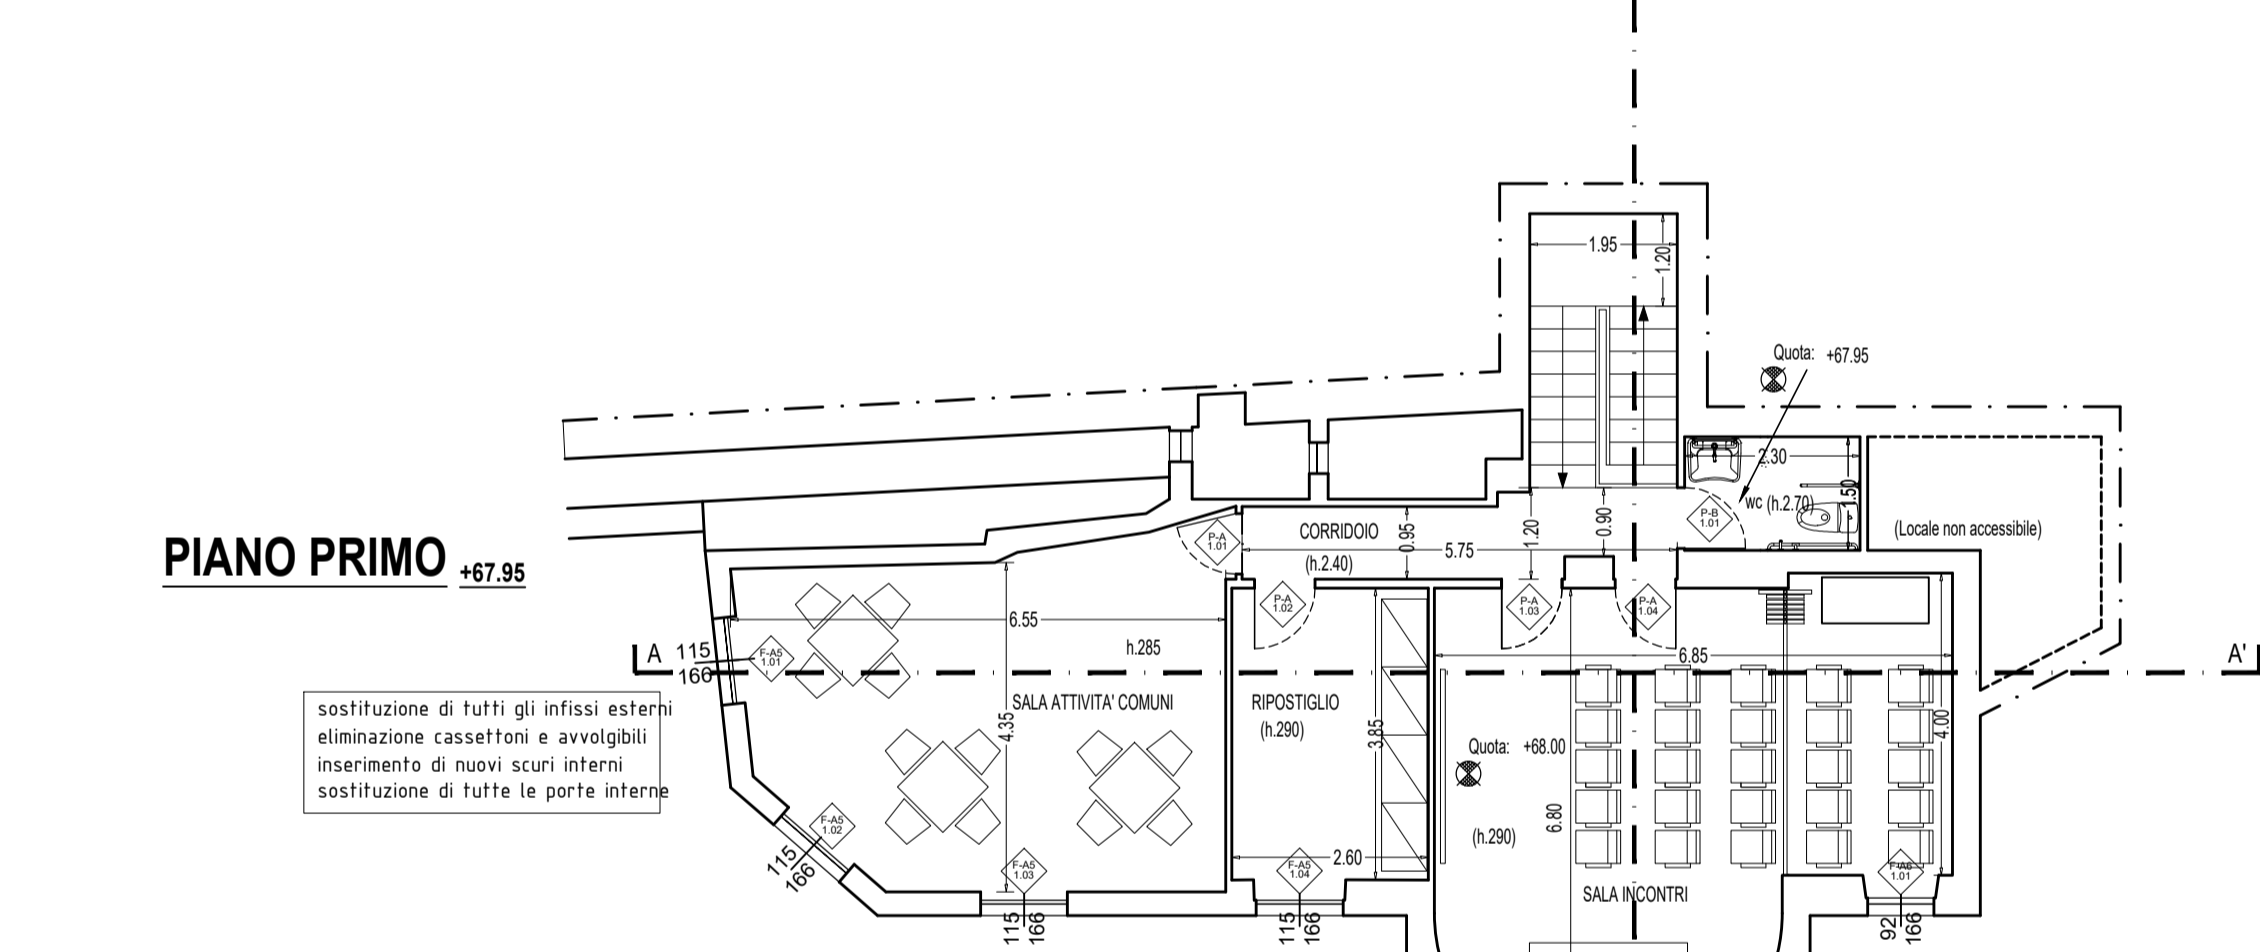 1.95
1.20
Quota: +67.95
2.30
1.50
wc (h.2.70)
P-B
1.01
(Locale non accessibile)
CORRIDOIO
(h.2.40)
0.95
5.75
1.20
0.90
P-A
1.01
P-A
1.02
P-A
1.03
P-A
1.04
PIANO PRIMO +67.95
A
A'
115
166
F-A5
1.01
6.55
h.285
SALA ATTIVITA' COMUNI
4.35
RIPOSTIGLIO
(h.290)
3.85
2.60
6.85
4.00
Quota: +68.00
6.80
(h.290)
SALA INCONTRI
sostituzione di tutti gli infissi esterni
eliminazione cassettoni e avvolgibili
inserimento di nuovi scuri interni
sostituzione di tutte le porte interne
F-A5
1.02
115
166
F-A5
1.03
115
166
F-A5
1.04
115
166
F-A6
1.01
92
166